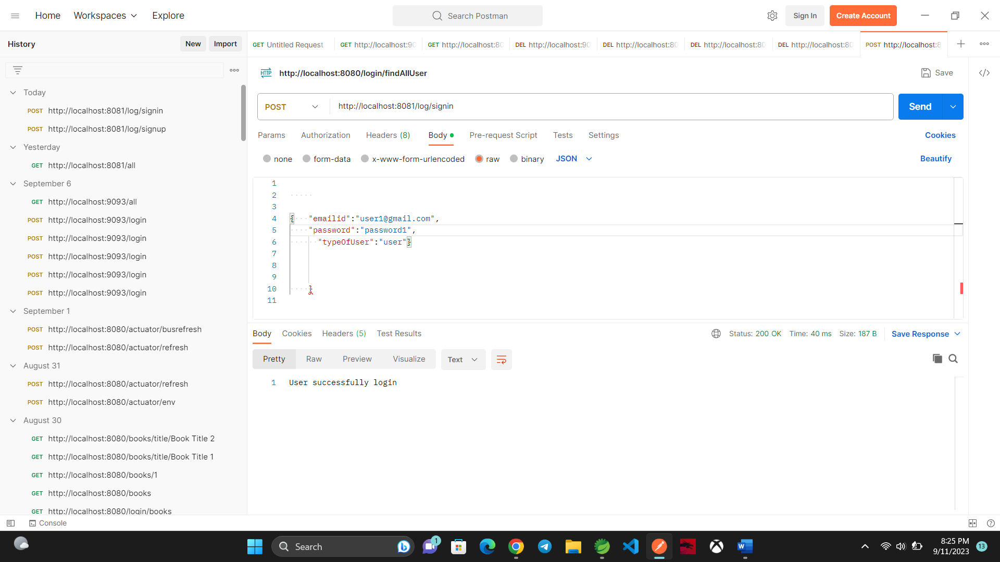 Home
Workspaces
Explore
Search Postman
Sign In
Create Account
History
New
Import
GET Untitled Request
GET http://localhost:90
GET http://localhost:80
DEL http://localhost:90
DEL http://localhost:80
DEL http://localhost:80
DEL http://localhost:80
POST http://localhost:8
HTTP http://localhost:8080/login/findAllUser
Save
Today
POST http://localhost:8081/log/signin
POST http://localhost:8081/log/signup
Yesterday
GET http://localhost:8081/all
September 6
GET http://localhost:9093/all
POST http://localhost:9093/login
POST http://localhost:9093/login
POST http://localhost:9093/login
POST http://localhost:9093/login
POST http://localhost:9093/login
September 1
POST http://localhost:8080/actuator/busrefresh
POST http://localhost:8080/actuator/refresh
August 31
POST http://localhost:8080/actuator/refresh
POST http://localhost:8080/actuator/env
August 30
GET http://localhost:8080/books/title/Book Title 2
GET http://localhost:8080/books/title/Book Title 1
GET http://localhost:8080/books/1
GET http://localhost:8080/books
GET http://localhost:8080/login/books
POST
http://localhost:8081/log/signin
Send
Params
Authorization
Headers (8)
Body
Pre-request Script
Tests
Settings
Cookies
none
form-data
x-www-form-urlencoded
raw
binary
JSON
Beautify
1
2
3
4 { "emailid":"user1@gmail.com",
5 "password":"password1",
6 "typeOfUser":"user"}
7
8
9
10 }
11
Body
Cookies
Headers (5)
Test Results
Status: 200 OK
Time: 40 ms
Size: 187 B
Save Response
Pretty
Raw
Preview
Visualize
Text
1 User successfully login
Console
Search
1
W
8:25 PM
9/11/2023
13